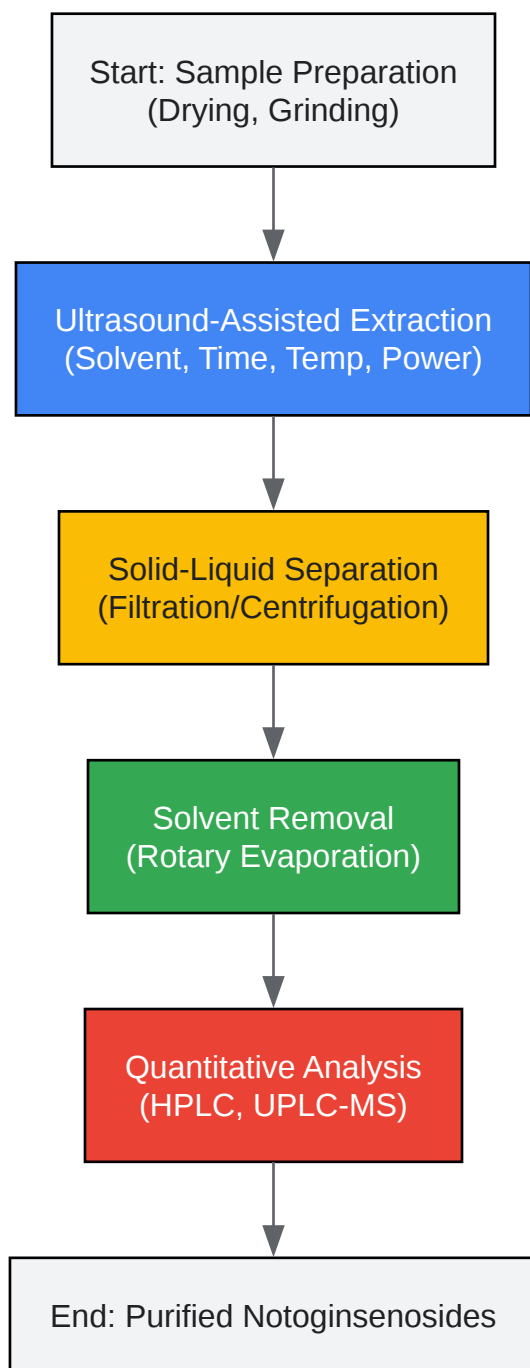 Start: Sample Preparation
(Drying, Grinding)
Ultrasound-Assisted Extraction
(Solvent, Time, Temp, Power)
Solid-Liquid Separation
(Filtration/Centrifugation)
Solvent Removal
(Rotary Evaporation)
Quantitative Analysis
(HPLC, UPLC-MS)
End: Purified Notoginsenosides